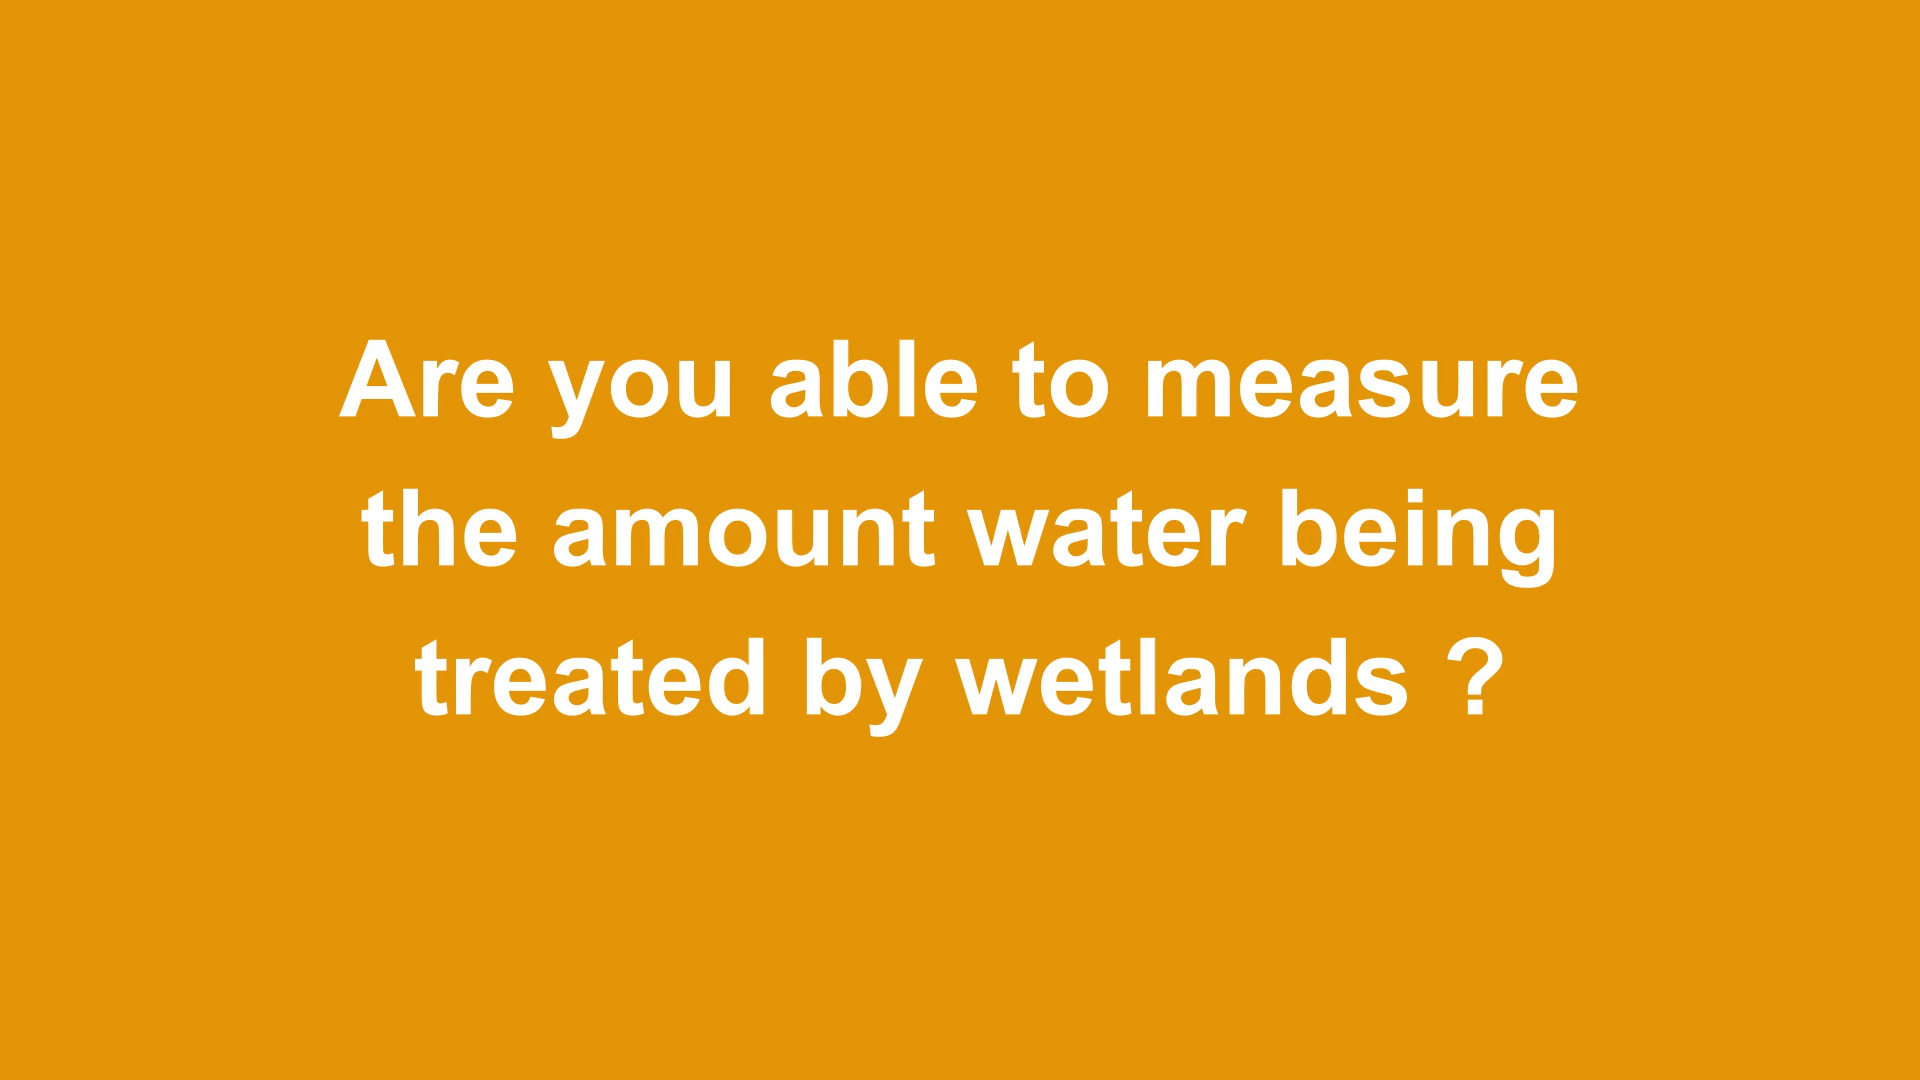 Are you able to measure
the amount water being
treated by wetlands ?